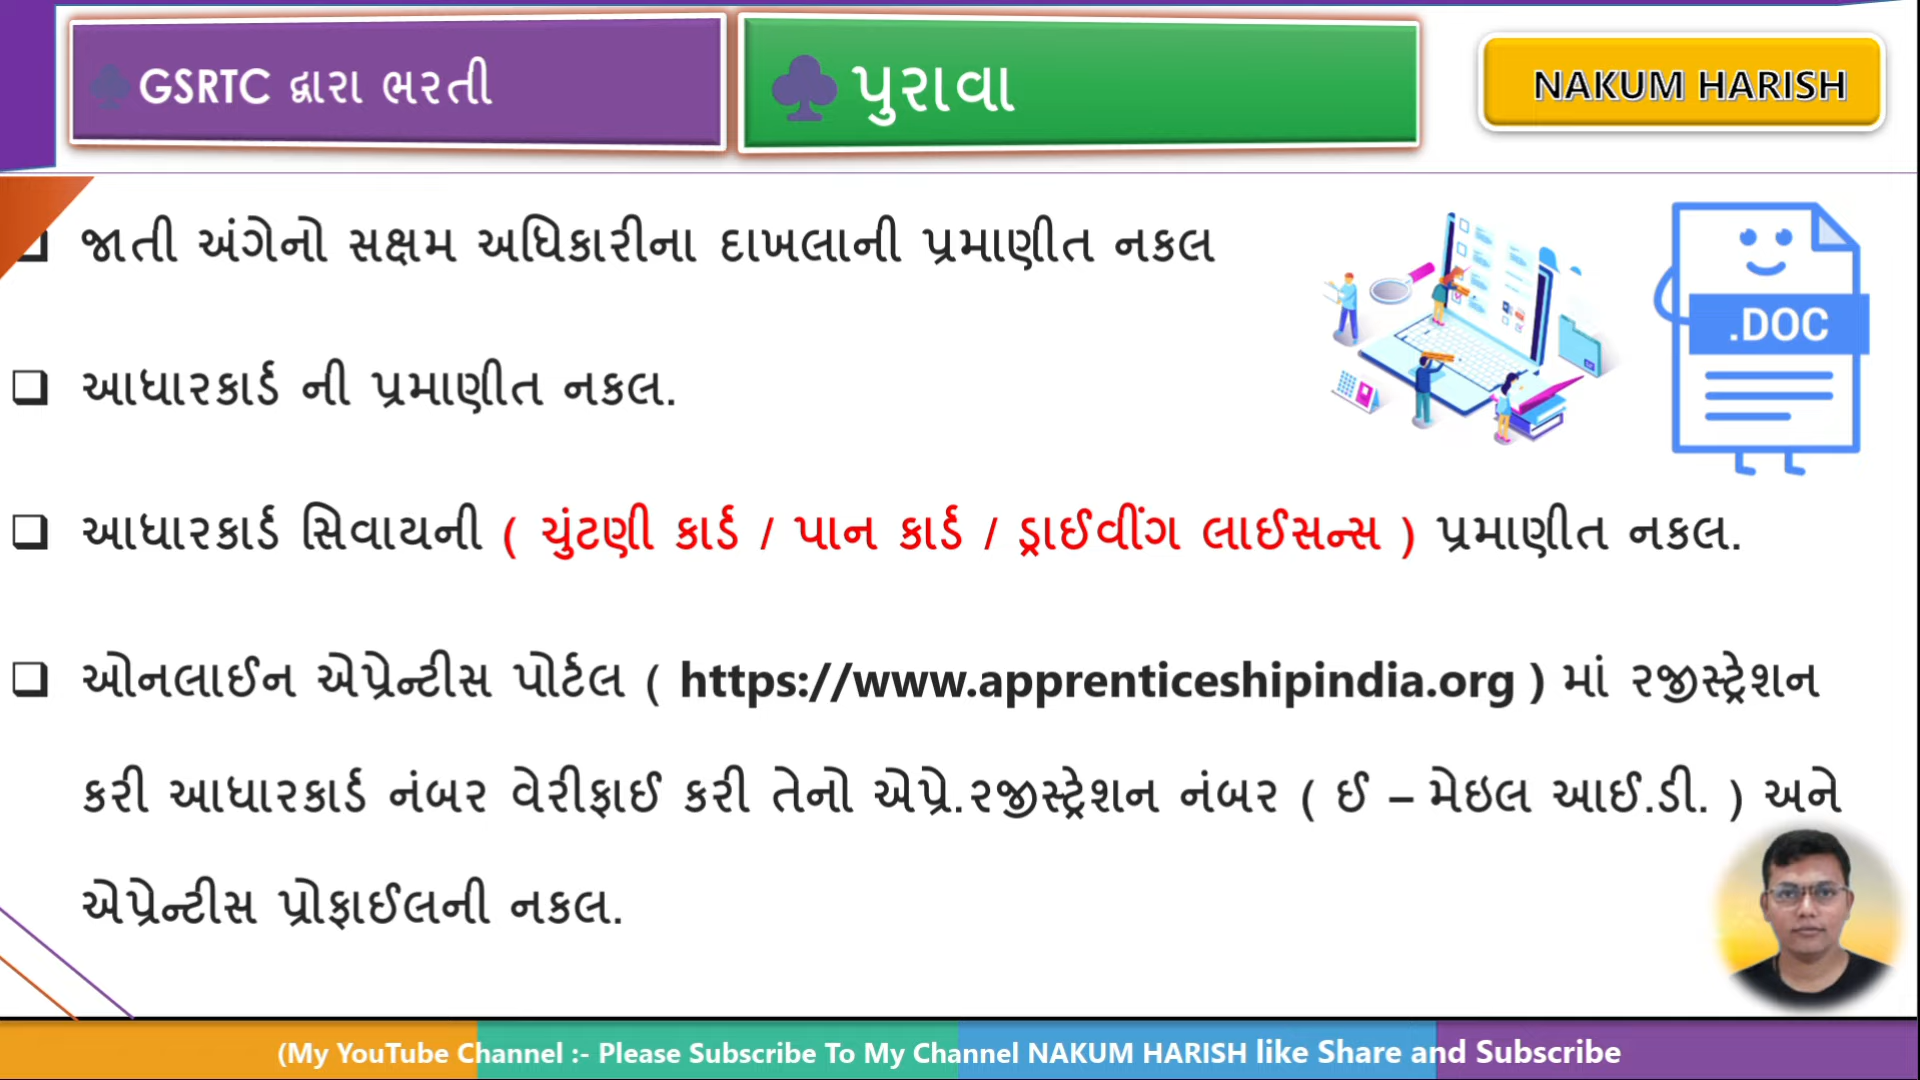 GSRTC દ્વારા ભરતી
પુરાવા
NAKUM HARISH
જાતી અંગેનો સક્ષમ અધિકારીના દાખલાની પ્રમાણીત નકલ
.DOC
આધારકાર્ડ ની પ્રમાણીત નકલ.
આધારકાર્ડ સિવાયની ( ચુંટણી કાર્ડ / પાન કાર્ડ / ડ્રાઈવીંગ લાઈસન્સ ) પ્રમાણીત નકલ.
ઓનલાઈન એપ્રેન્ટીસ પોર્ટલ ( https://www.apprenticeshipindia.org ) માં રજીસ્ટ્રેશન
કરી આધારકાર્ડ નંબર વેરીફાઈ કરી તેનો એપ્રે.રજીસ્ટ્રેશન નંબર ( ઈ – મેઇલ આઈ.ડી. ) અને
એપ્રેન્ટીસ પ્રોફાઈલની નકલ.
(My YouTube Channel :- Please Subscribe To My Channel NAKUM HARISH like Share and Subscribe